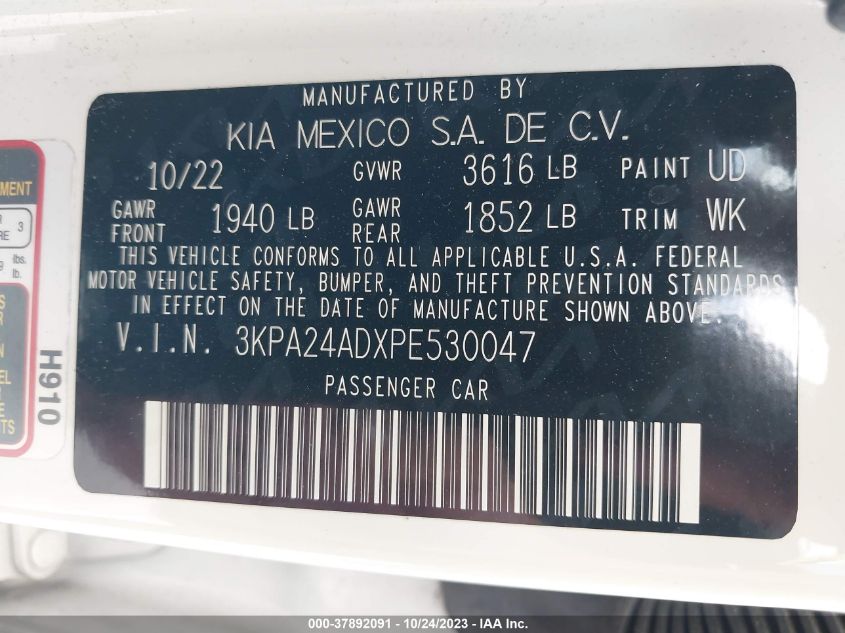 MANUFACTURED BY
KIA MEXICO S.A. DE C.V.
10/22 GVWR 3616 LB PAINT UD
GAWR FRONT 1940 LB GAWR REAR 1852 LB TRIM WK
THIS VEHICLE CONFORMS TO ALL APPLICABLE U.S.A. FEDERAL
MOTOR VEHICLE SAFETY, BUMPER, AND THEFT PREVENTION STANDARDS
IN EFFECT ON THE DATE OF MANUFACTURE SHOWN ABOVE.
V.I.N. 3KPA24ADXPE530047
PASSENGER CAR
H910
3
lbs.
lb.
000-37892091 - 10/24/2023 - IAA Inc.